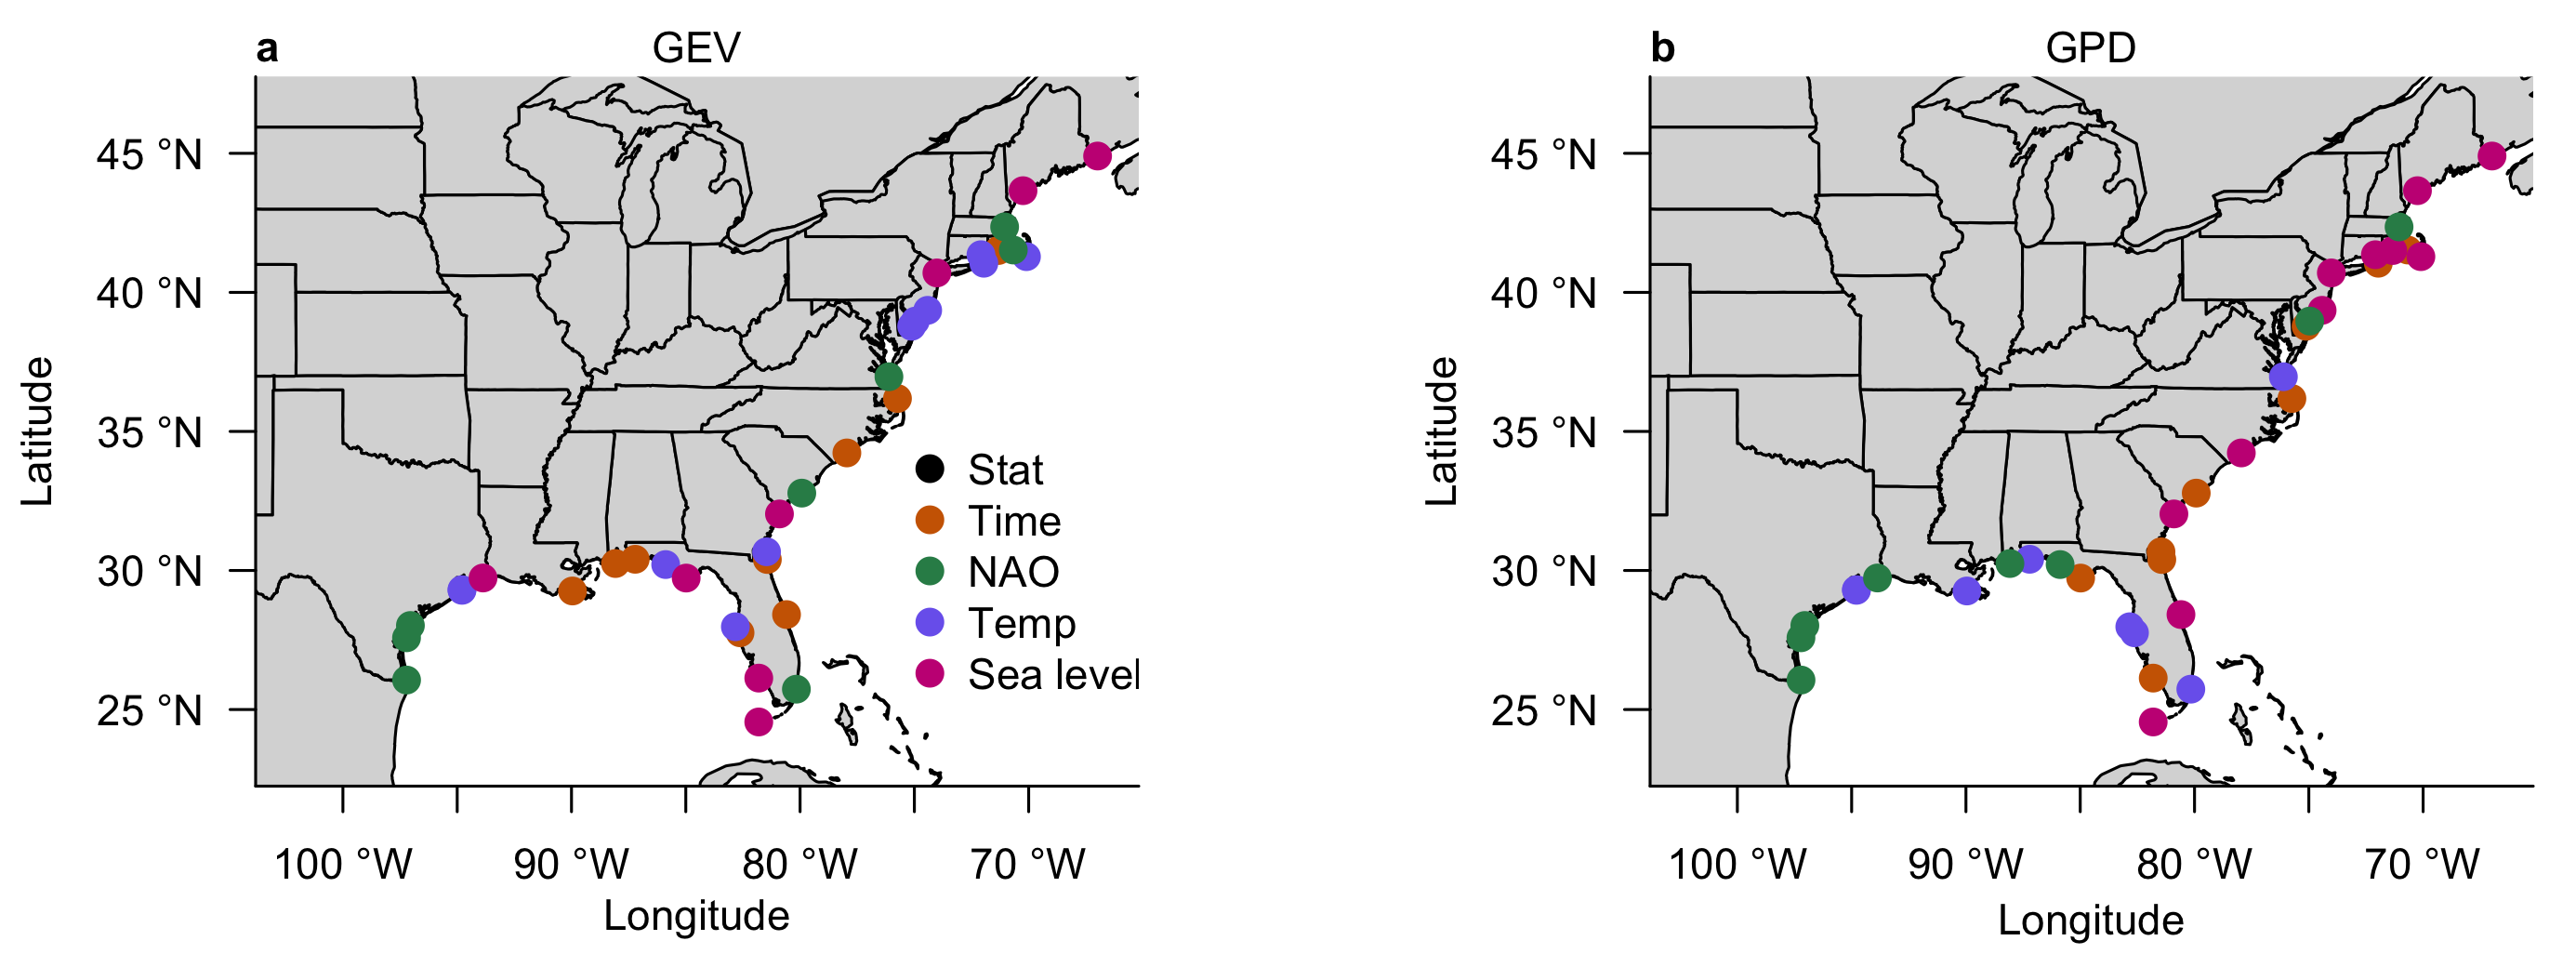 a
GEV
45 °N
40 °N
35 °N
30 °N
25 °N
Latitude
Stat
Time
NAO
Temp
Sea level
100 °W
90 °W
80 °W
70 °W
Longitude
b
GPD
45 °N
40 °N
35 °N
30 °N
25 °N
Latitude
100 °W
90 °W
80 °W
70 °W
Longitude